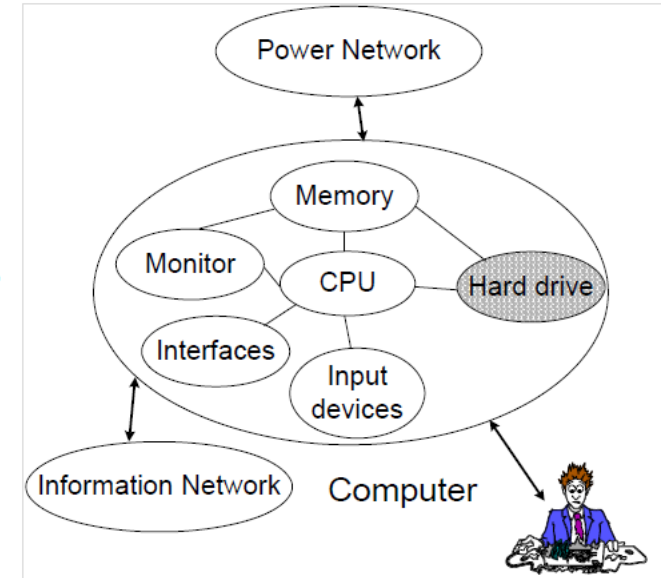 Power Network
Memory
Monitor
CPU
Hard drive
Interfaces
Input
devices
Information Network
Computer